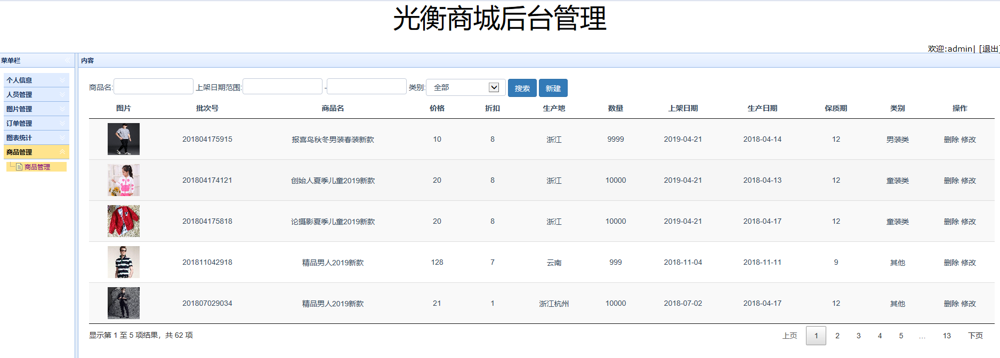 光衡商城后台管理
欢迎:admin| [退出]
菜单栏
内容
个人信息
人员管理
图片管理
订单管理
图表统计
商品管理
商品管理
商品名: 上架日期范围: - 类别: 全部 搜索 新建
图片 批次号 商品名 价格 折扣 生产地 数量 上架日期 生产日期 保质期 类别 操作
201804175915 报喜鸟秋冬男装春装新款 10 8 浙江 9999 2019-04-21 2018-04-14 12 男装类 删除 修改
201804174121 创始人夏季儿童2019新款 20 8 浙江 10000 2019-04-21 2018-04-13 12 童装类 删除 修改
201804175818 论摄影夏季儿童2019新款 20 8 浙江 10000 2019-04-21 2018-04-17 12 童装类 删除 修改
201811042918 精品男人2019新款 128 7 云南 999 2018-11-04 2018-11-11 9 其他 删除 修改
201807029034 精品男人2019新款 21 1 浙江杭州 10000 2018-07-02 2018-04-17 12 其他 删除 修改
显示第 1 至 5 项结果，共 62 项
上页 1 2 3 4 5 … 13 下页